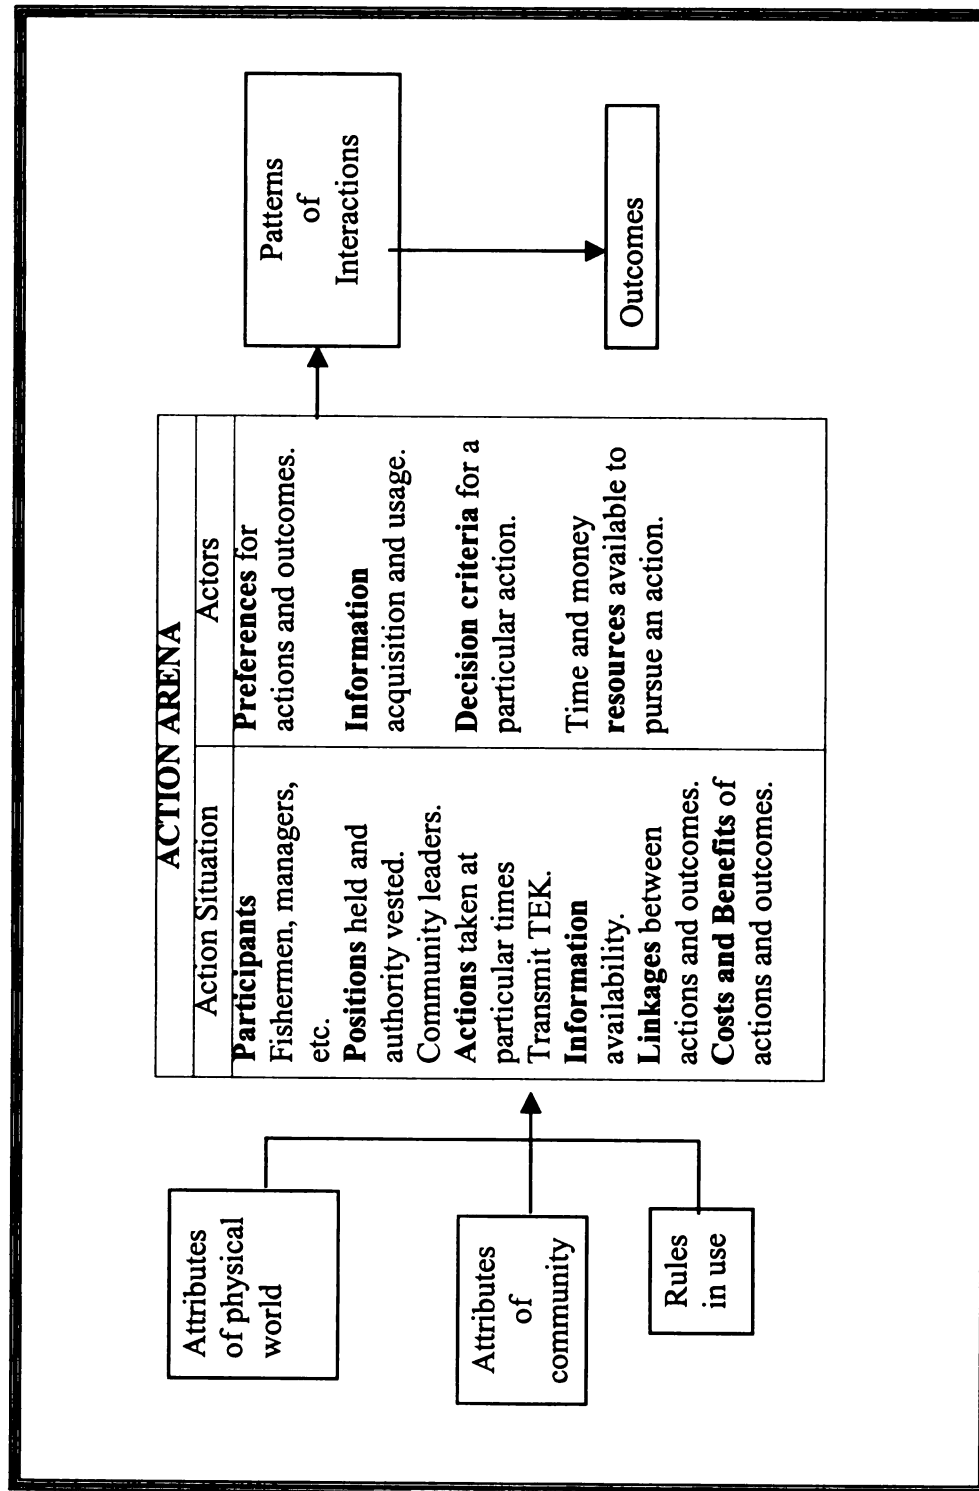 Attributes
of physical
world
Attributes
of
community
Rules
in use
ACTION ARENA
Action Situation
Participants
Fishermen, managers,
etc.
Positions held and
authority vested.
Community leaders.
Actions taken at
particular times
Transmit TEK.
Information
availability.
Linkages between
actions and outcomes.
Costs and Benefits of
actions and outcomes.
Actors
Preferences for
actions and outcomes.
Information
acquisition and usage.
Decision criteria for a
particular action.
Time and money
resources available to
pursue an action.
Patterns
of
Interactions
Outcomes